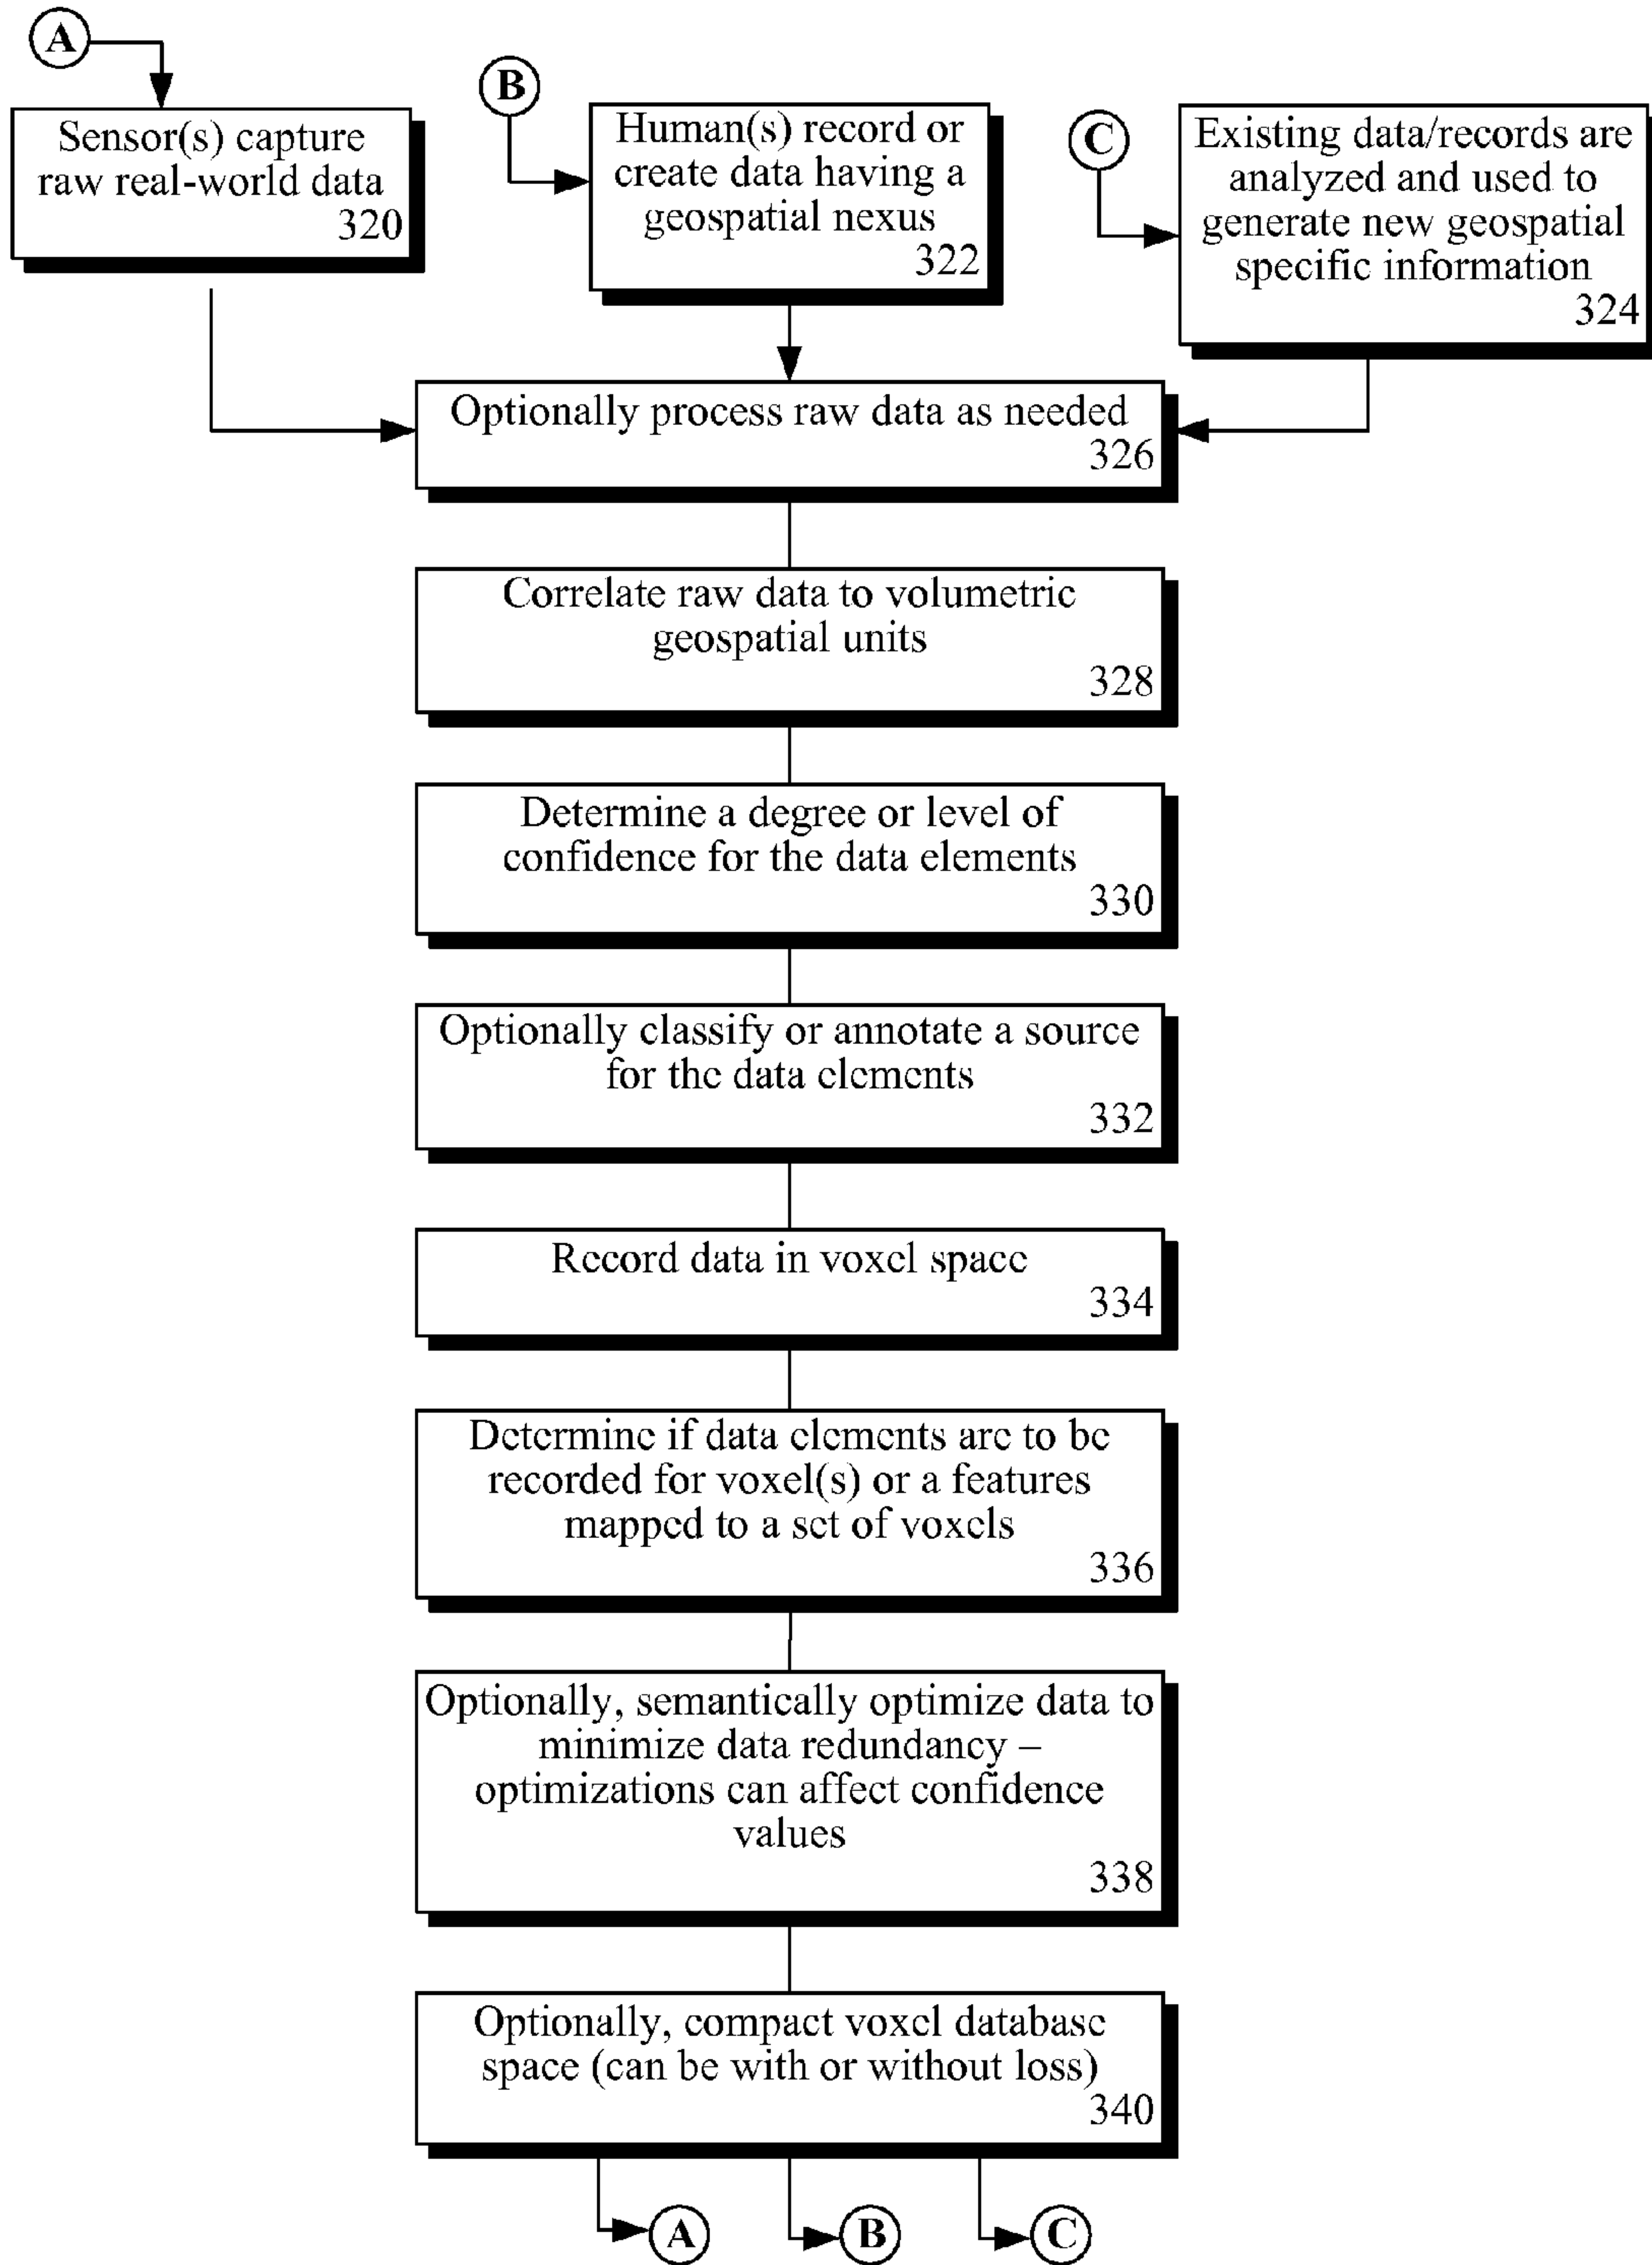 A
Sensor(s) capture
raw real-world data
320
B
Human(s) record or
create data having a
geospatial nexus
322
C
Existing data/records are
analyzed and used to
generate new geospatial
specific information
324
Optionally process raw data as needed
326
Correlate raw data to volumetric
geospatial units
328
Determine a degree or level of
confidence for the data elements
330
Optionally classify or annotate a source
for the data elements
332
Record data in voxel space
334
Determine if data elements are to be
recorded for voxel(s) or a features
mapped to a set of voxels
336
Optionally, semantically optimize data to
minimize data redundancy –
optimizations can affect confidence
values
338
Optionally, compact voxel database
space (can be with or without loss)
340
A
B
C